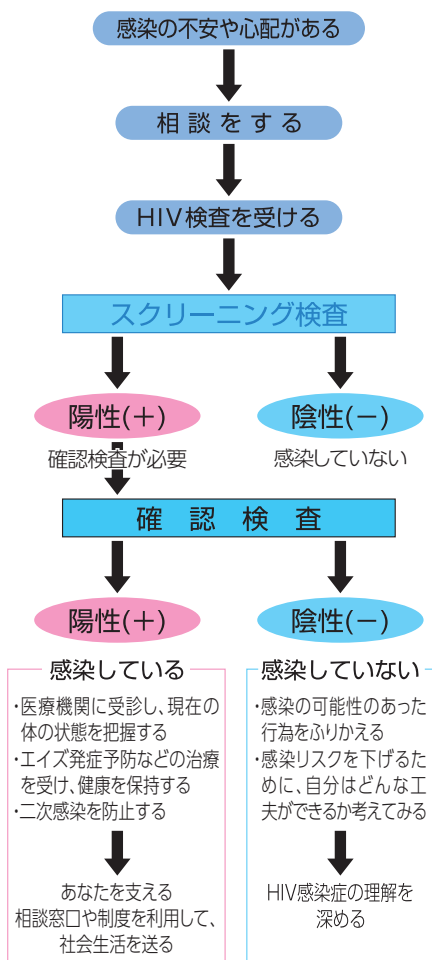 感染の不安や心配がある
相談をする
HIV検査を受ける
スクリーニング検査
陽性(＋)
確認検査が必要
陰性(－)
感染していない
確認検査
陽性(＋)
陰性(－)
感染している
・医療機関に受診し、現在の
体の状態を把握する
・エイズ発症予防などの治療
を受け、健康を保持する
・二次感染を防止する
あなたを支える
相談窓口や制度を利用して、
社会生活を送る
感染していない
・感染の可能性のあった
行為をふりかえる
・感染リスクを下げるた
めに、自分はどんな工
夫ができるか考えてみる
HIV感染症の理解を
深める